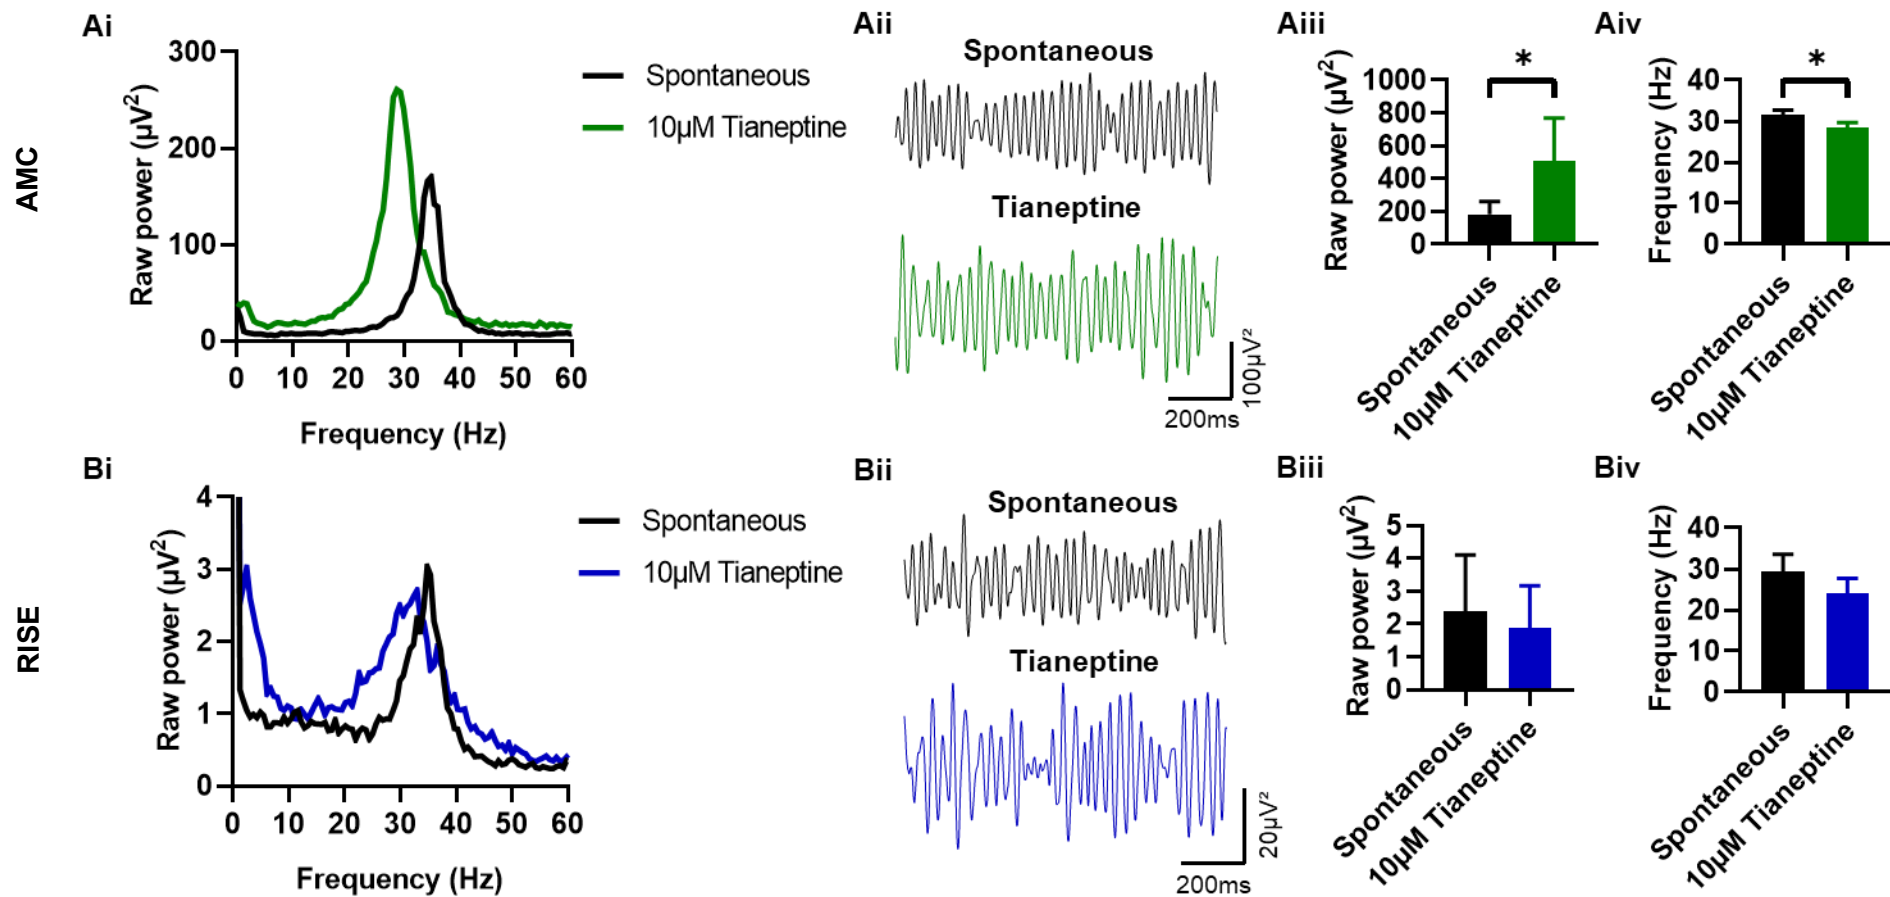 AMC
Ai
300
200
100
0
0 10 20 30 40 50 60
Raw power (µV²)
Frequency (Hz)
Spontaneous
10µM Tianeptine
Aii
Spontaneous
Tianeptine
100µV²
200ms
Aiii
*
1000
800
600
400
200
0
Raw power (µV²)
Spontaneous
10µM Tianeptine
Aiv
*
40
30
20
10
0
Frequency (Hz)
Spontaneous
10µM Tianeptine
RISE
Bi
4
3
2
1
0
0 10 20 30 40 50 60
Raw power (µV²)
Frequency (Hz)
Spontaneous
10µM Tianeptine
Bii
Spontaneous
Tianeptine
20µV²
200ms
Biii
5
4
3
2
1
0
Raw power (µV²)
Spontaneous
10µM Tianeptine
Biv
40
30
20
10
0
Frequency (Hz)
Spontaneous
10µM Tianeptine